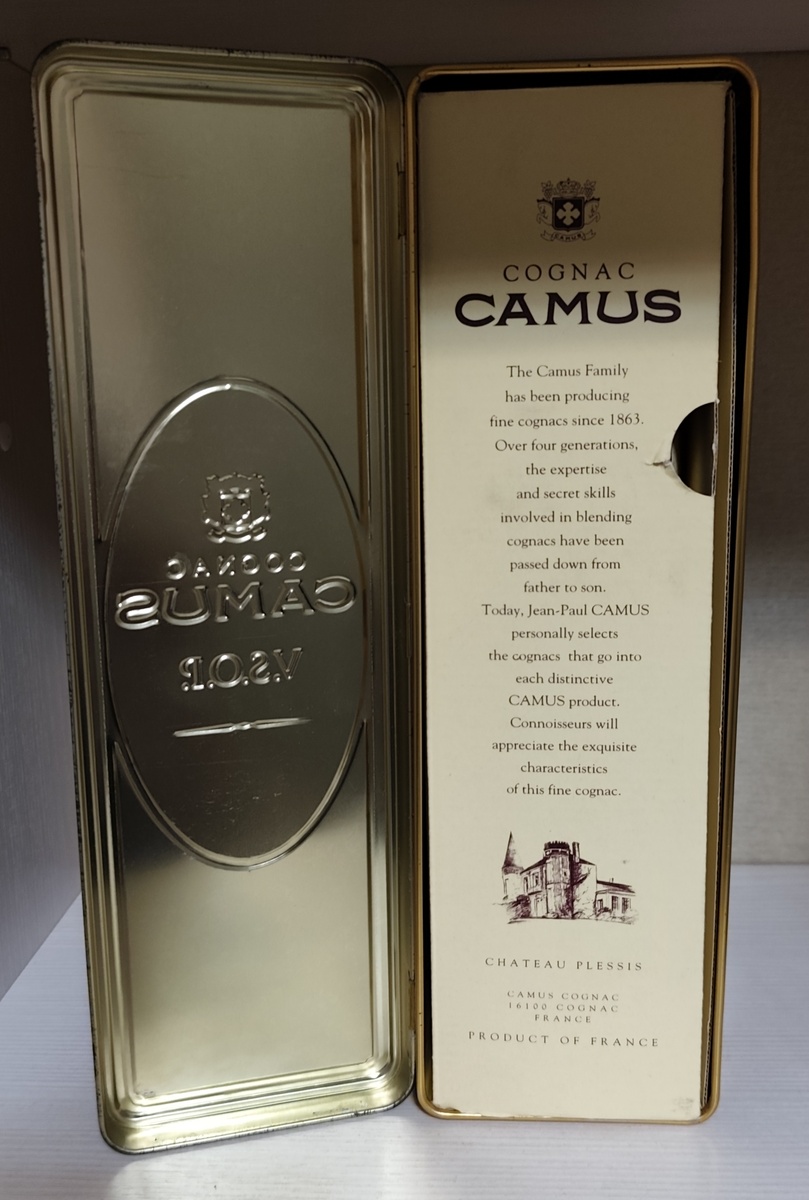 COGNAC
CAMUS
V.S.O.P.
CAMUS
COGNAC
CAMUS
The Camus Family
has been producing
fine cognacs since 1863.
Over four generations,
the expertise
and secret skills
involved in blending
cognacs have been
passed down from
father to son.
Today, Jean-Paul CAMUS
personally selects
the cognacs that go into
each distinctive
CAMUS product.
Connoisseurs will
appreciate the exquisite
characteristics
of this fine cognac.
CHATEAU PLESSIS
CAMUS COGNAC
16100 COGNAC
FRANCE
PRODUCT OF FRANCE